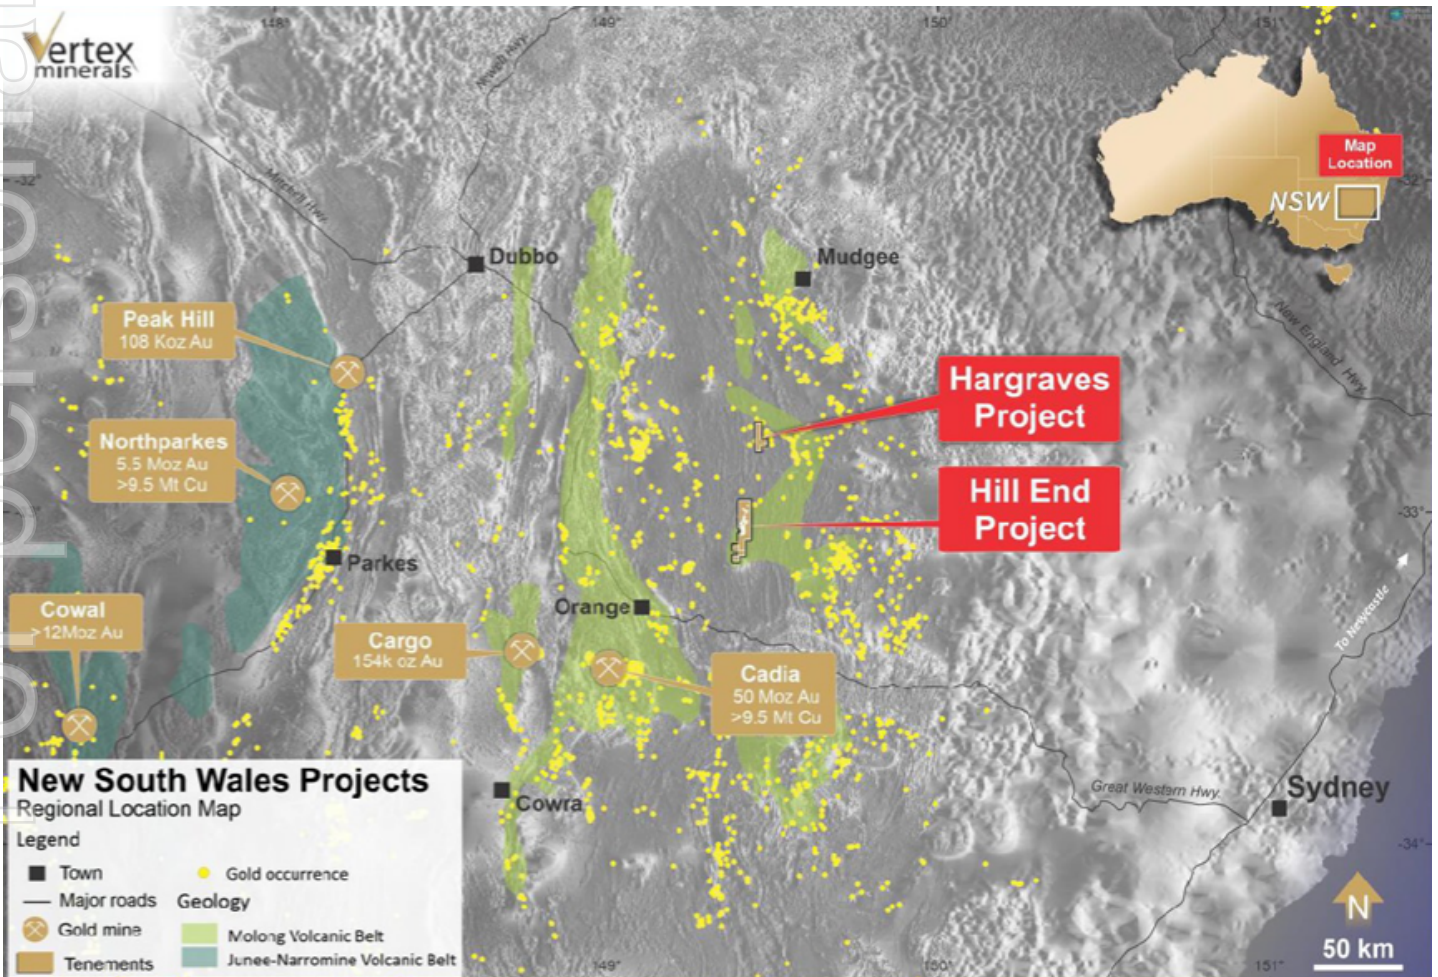 Vertex
minerals
148°
149
150°
151°
Mitchell Hwy.
-32°
Map
Location
NSW
Dubbo
Mudgee
Peak Hill
108 Koz Au
New England Hwy.
Hargraves
Project
Northparkes
5.5 Moz Au
>9.5 Mt Cu
Hill End
Project
-33°
Parkes
Cowal
>12Moz Au
Orange
Cargo
154k oz Au
Cadia
50 Moz Au
>9.5 Mt Cu
To Newcastle
New South Wales Projects
Regional Location Map
Legend
Town
Major roads
Gold mine
Tenements
Gold occurrence
Geology
Molong Volcanic Belt
Junee-Narromine Volcanic Belt
Cowra
Great Western Hwy.
Sydney
-34°
N
50 km
149°
150°
151°